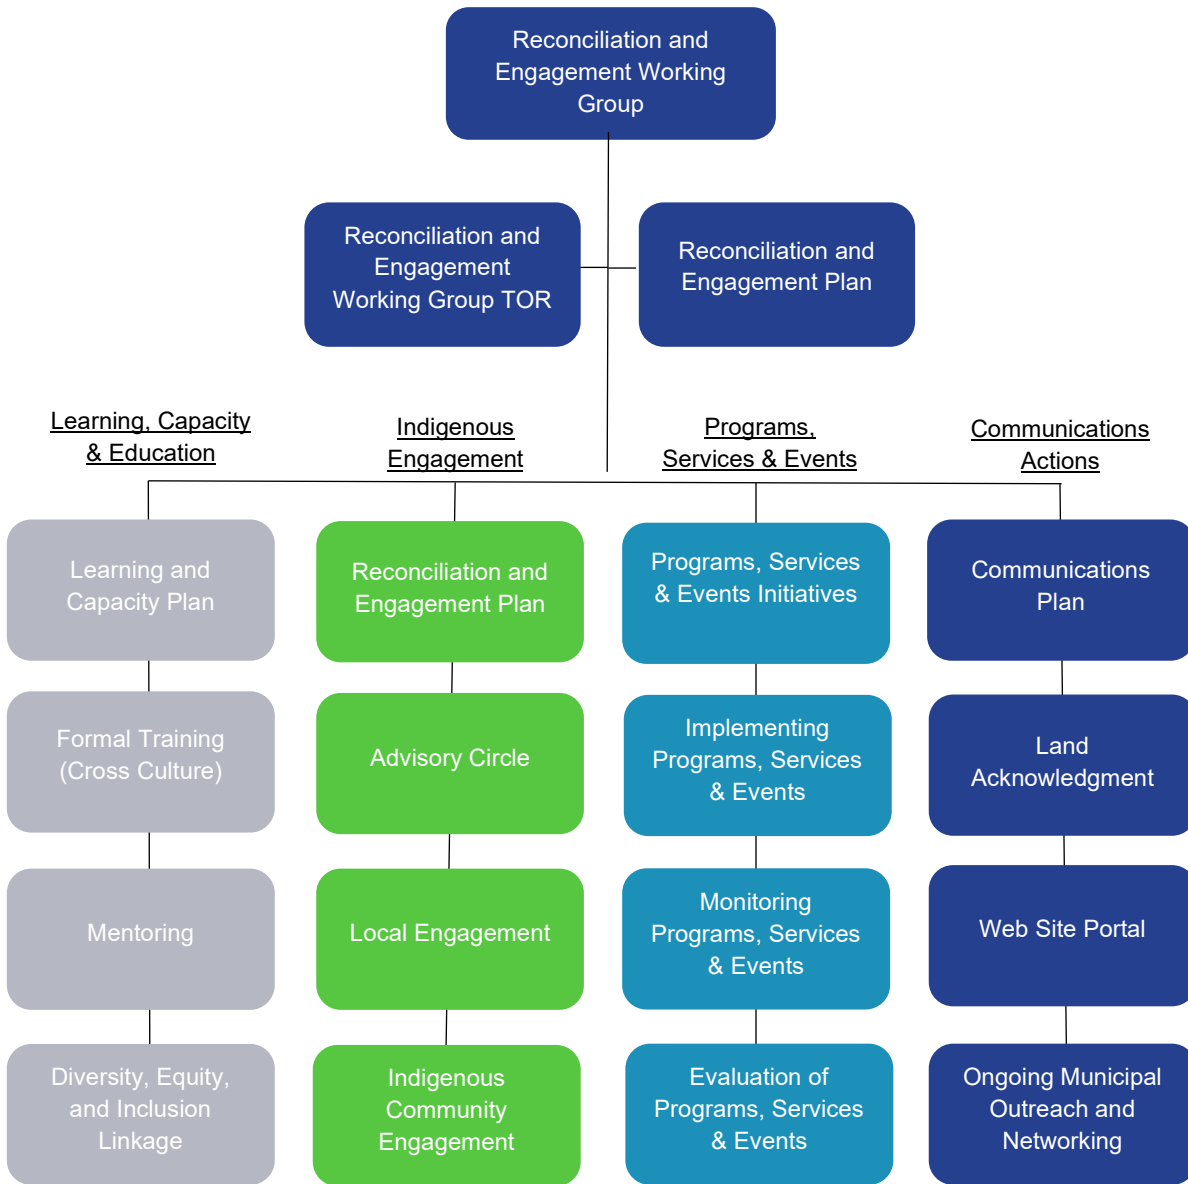 Reconciliation and
Engagement Working
Group
Reconciliation and
Engagement
Working Group TOR
Reconciliation and
Engagement Plan
Learning, Capacity
& Education
Indigenous
Engagement
Programs,
Services & Events
Communications
Actions
Learning and
Capacity Plan
Reconciliation and
Engagement Plan
Programs, Services
& Events Initiatives
Communications
Plan
Formal Training
(Cross Culture)
Advisory Circle
Implementing
Programs, Services
& Events
Land
Acknowledgment
Mentoring
Local Engagement
Monitoring
Programs, Services
& Events
Web Site Portal
Diversity, Equity,
and Inclusion
Linkage
Indigenous
Community
Engagement
Evaluation of
Programs, Services
& Events
Ongoing Municipal
Outreach and
Networking